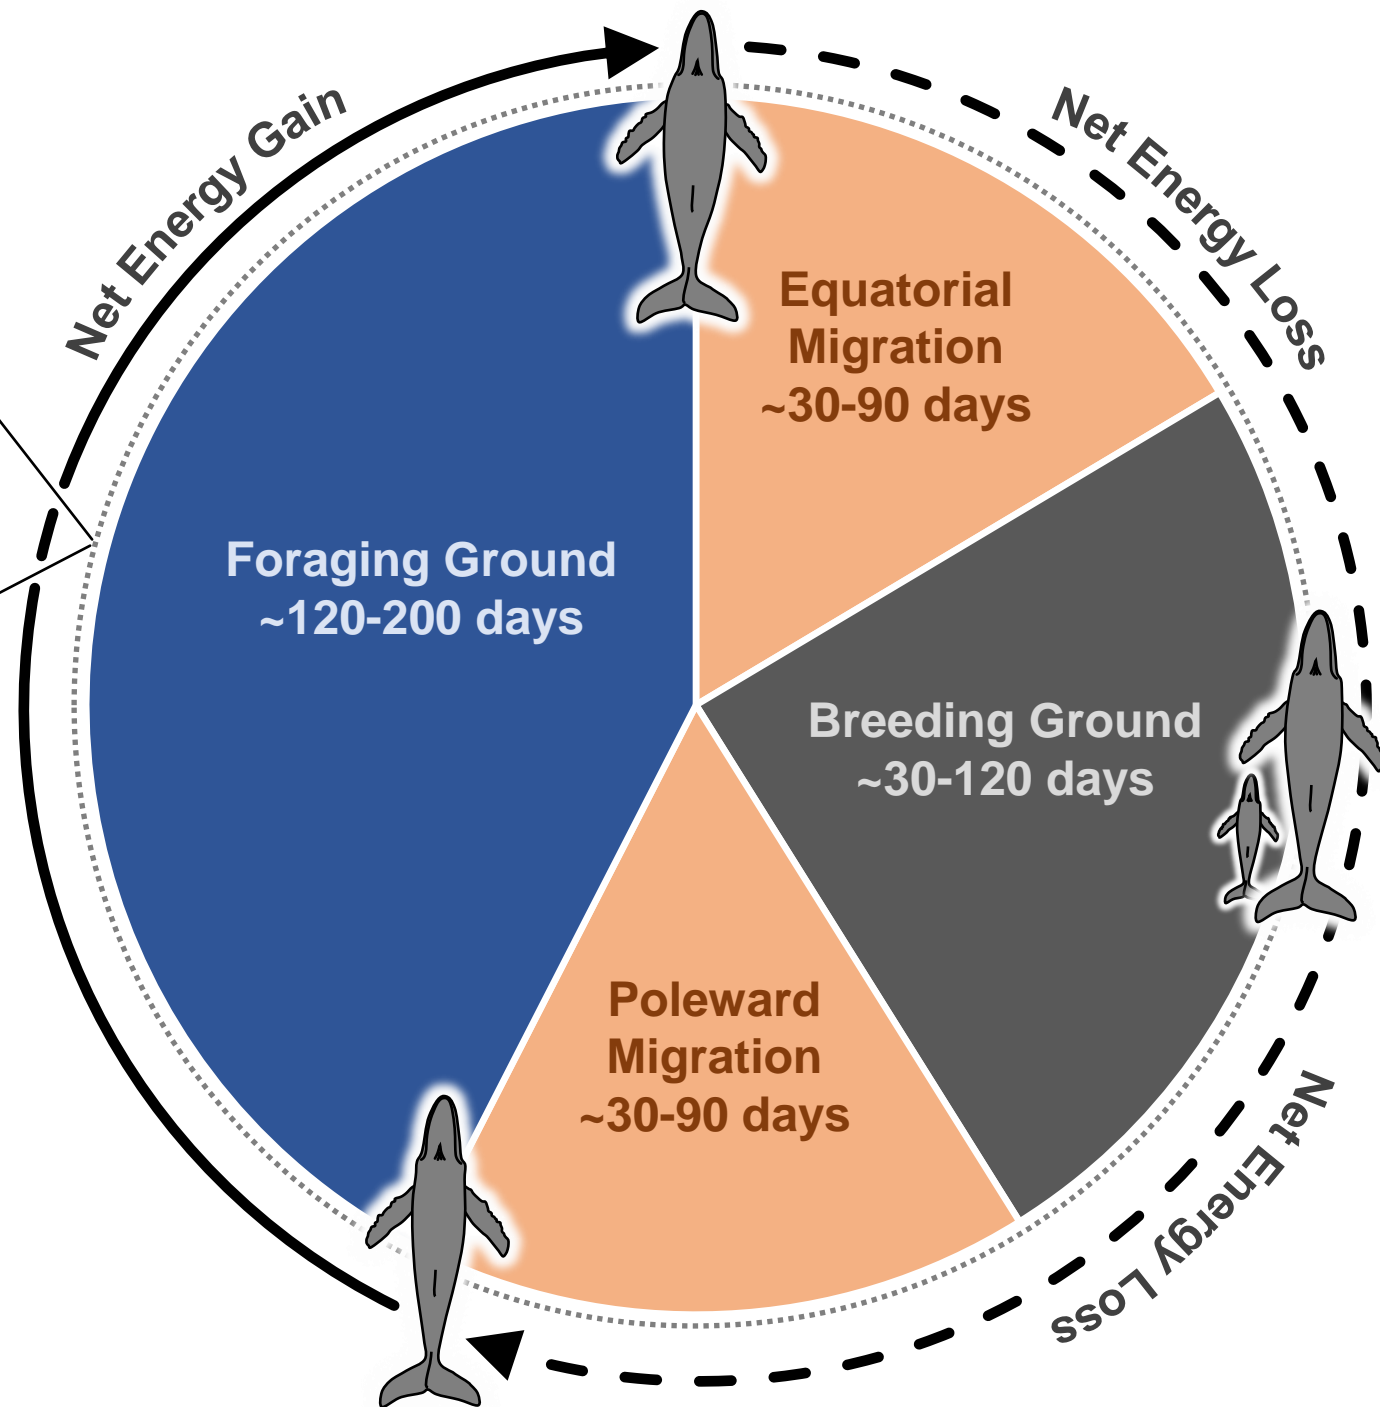 Net Energy Gain
Net Energy Loss
Equatorial
Migration
~30-90 days
Foraging Ground
~120-200 days
Breeding Ground
~30-120 days
Poleward
Migration
~30-90 days
Net Energy Loss